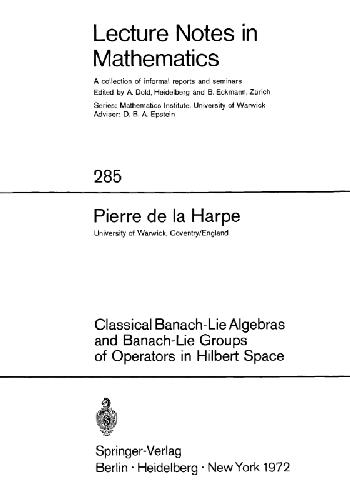 Lecture Notes in
Mathematics
A collection of informal reports and seminars
Edited by A. Dold, Heidelberg and B. Eckmann, Zürich
Series: Mathematics Institute, University of Warwick
Adviser: D. B. A. Epstein
285
Pierre de la Harpe
University of Warwick, Coventry/England
Classical Banach-Lie Algebras
and Banach-Lie Groups
of Operators in Hilbert Space
Springer-Verlag
Berlin · Heidelberg · New York 1972